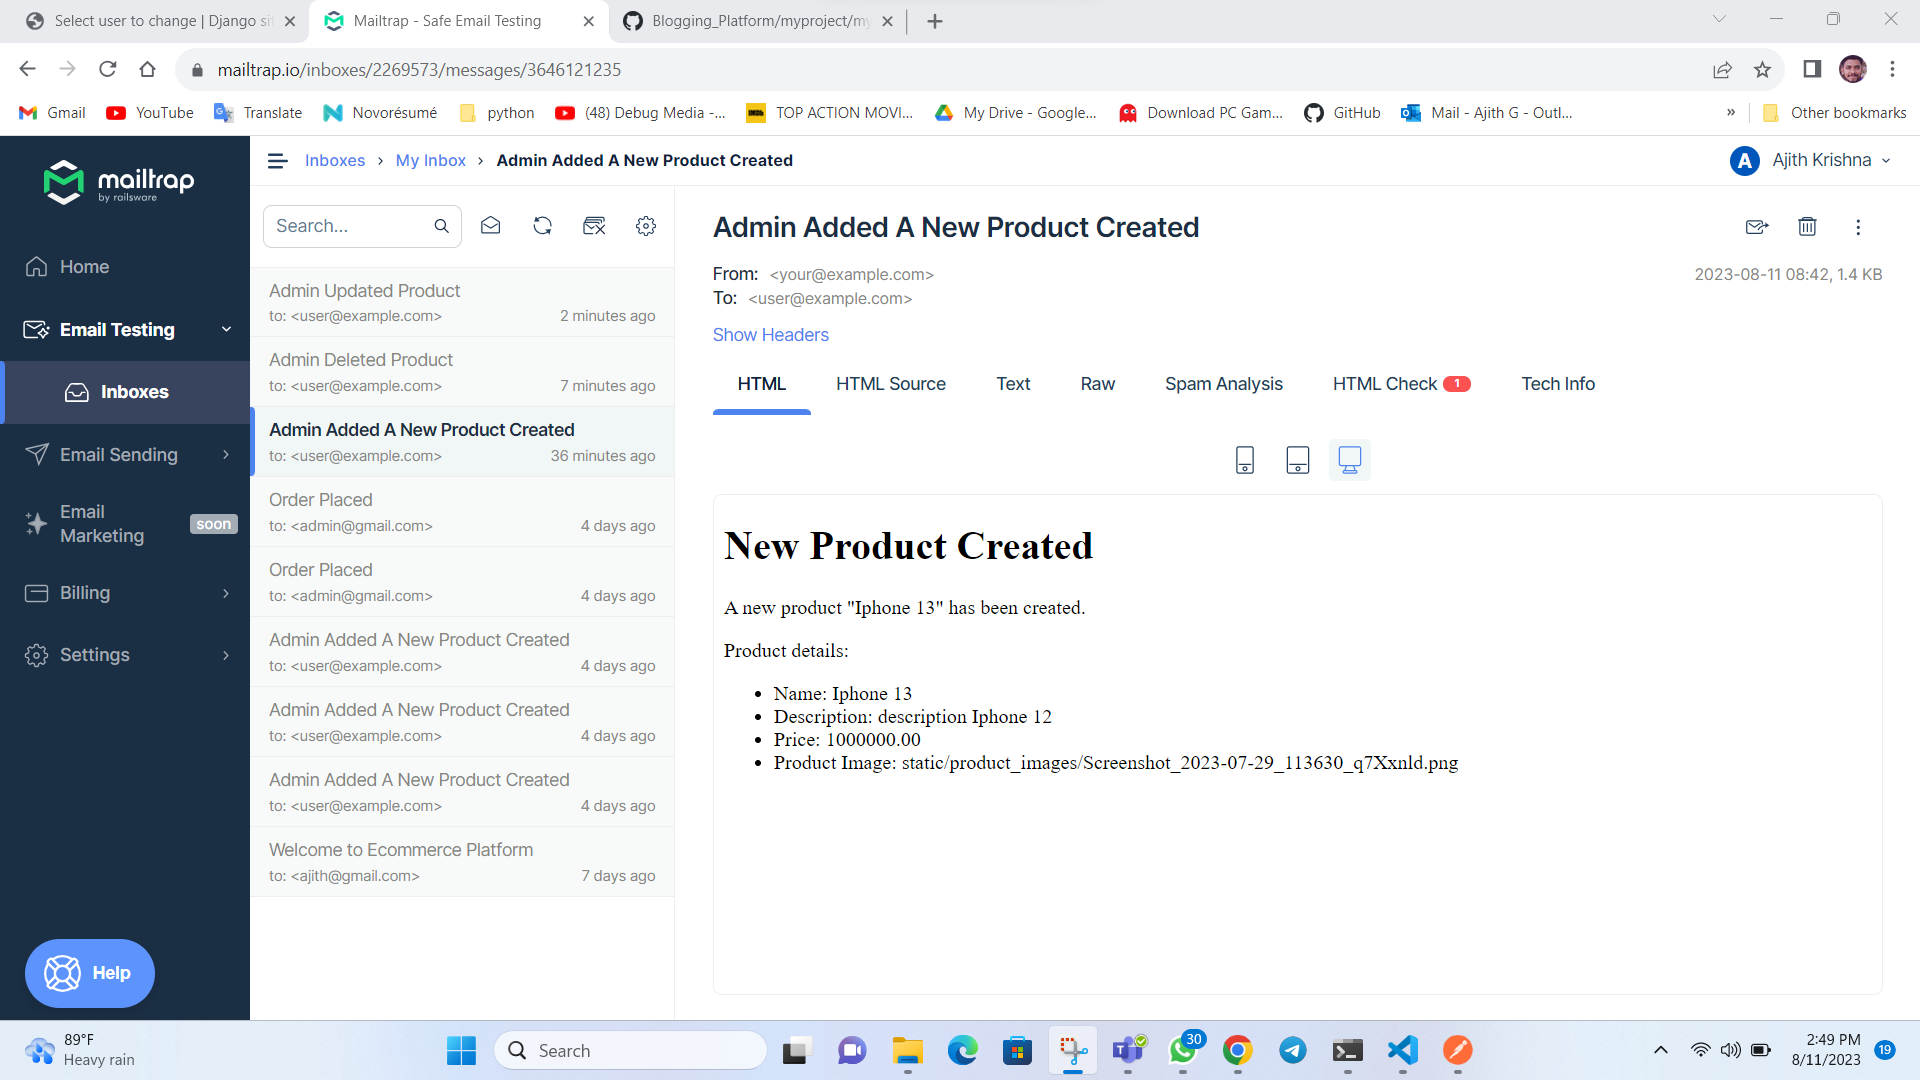 Select user to change | Django si
Mailtrap - Safe Email Testing
Blogging_Platform/myproject/my
mailtrap.io/inboxes/2269573/messages/3646121235
Gmail
YouTube
Translate
Novorésumé
python
(48) Debug Media -...
TOP ACTION MOVI...
My Drive - Google...
Download PC Gam...
GitHub
Mail - Ajith G - Outl...
»
Other bookmarks
mailtrap
by railsware
Home
Email Testing
Inboxes
Email Sending
Email Marketing
soon
Billing
Settings
Help
Inboxes › My Inbox › Admin Added A New Product Created
A Ajith Krishna
Search...
Admin Updated Product
to: <user@example.com> 2 minutes ago
Admin Deleted Product
to: <user@example.com> 7 minutes ago
Admin Added A New Product Created
to: <user@example.com> 36 minutes ago
Order Placed
to: <admin@gmail.com> 4 days ago
Order Placed
to: <admin@gmail.com> 4 days ago
Admin Added A New Product Created
to: <user@example.com> 4 days ago
Admin Added A New Product Created
to: <user@example.com> 4 days ago
Admin Added A New Product Created
to: <user@example.com> 4 days ago
Welcome to Ecommerce Platform
to: <ajith@gmail.com> 7 days ago
Admin Added A New Product Created
From: <your@example.com>
2023-08-11 08:42, 1.4 KB
To: <user@example.com>
Show Headers
HTML
HTML Source
Text
Raw
Spam Analysis
HTML Check 1
Tech Info
New Product Created
A new product "Iphone 13" has been created.
Product details:
• Name: Iphone 13
• Description: description Iphone 12
• Price: 1000000.00
• Product Image: static/product_images/Screenshot_2023-07-29_113630_q7Xxnld.png
89°F
Heavy rain
Search
30
2:49 PM
8/11/2023
19